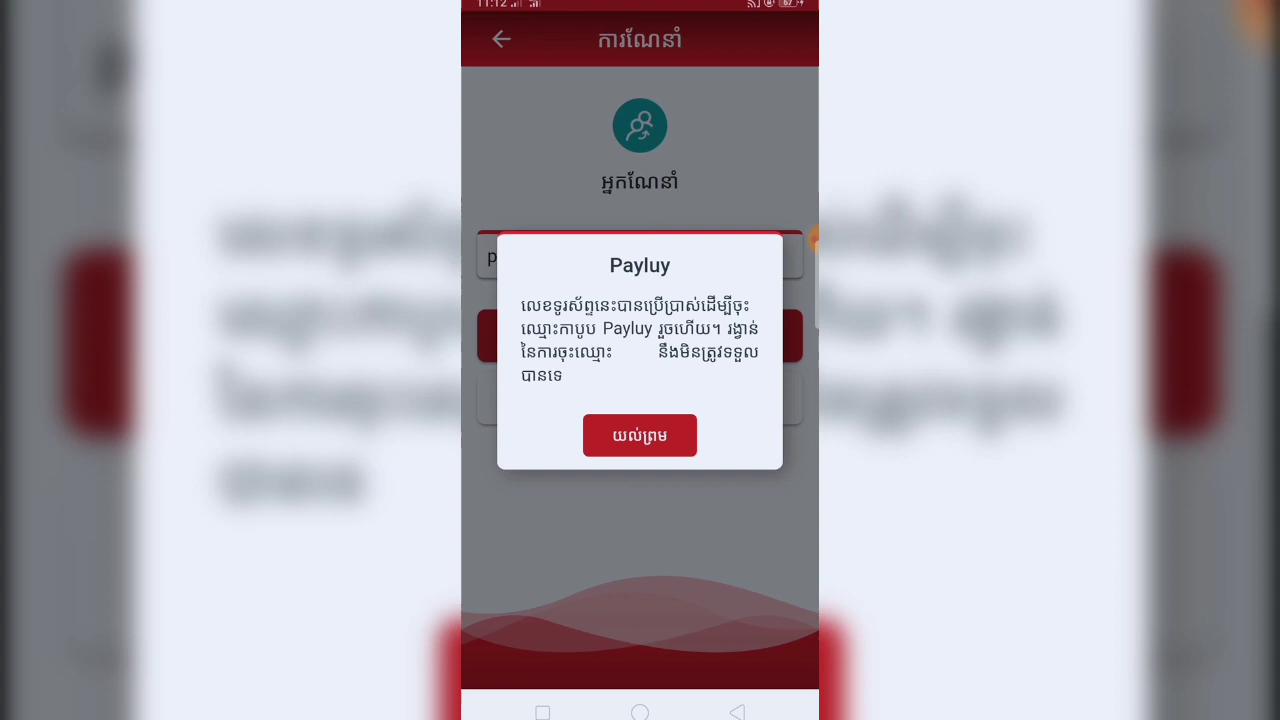 11:12
67
ការណែនាំ
អ្នកណែនាំ
p
Payluy
លេខទូរស័ព្ទនេះបានប្រើប្រាស់ដើម្បីចុះ
ឈ្មោះកាបូប Payluy រួចហើយ។ រង្វាន់
នៃការចុះឈ្មោះ នឹងមិនត្រូវទទួល
បានទេ
យល់ព្រម